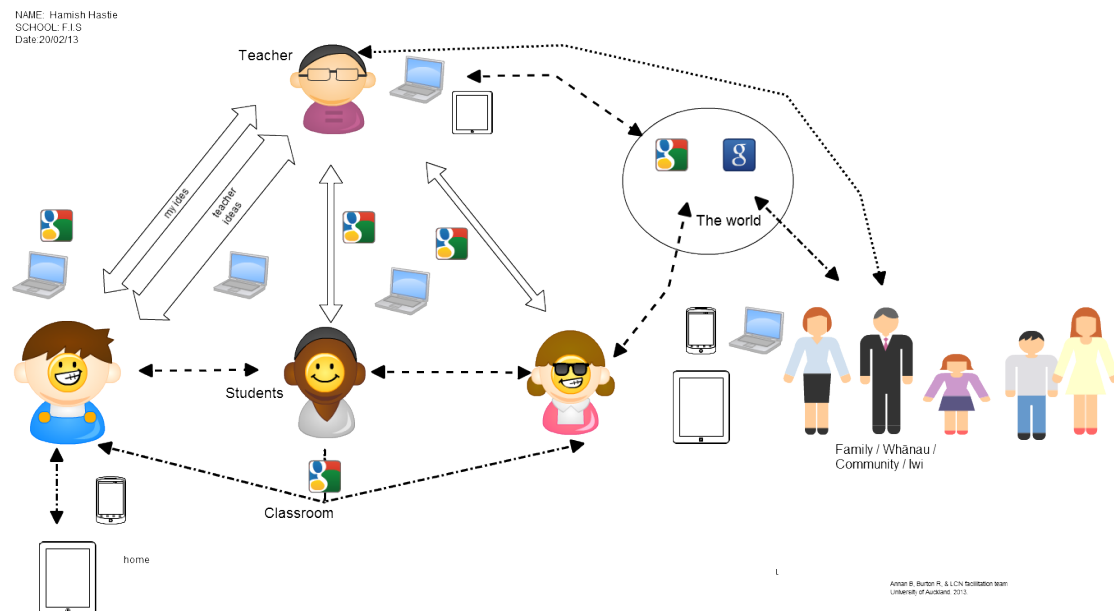 NAME: Hamish Hastie
SCHOOL: F.I.S
Date:20/02/13
Teacher
my ides
teacher
ideas
g
g
g
g
g
The world
Students
g
Classroom
home
Family / Whānau /
Community / Iwi
L
Annan B, Burton R, & LCN facilitation team
University of Auckland. 2013.